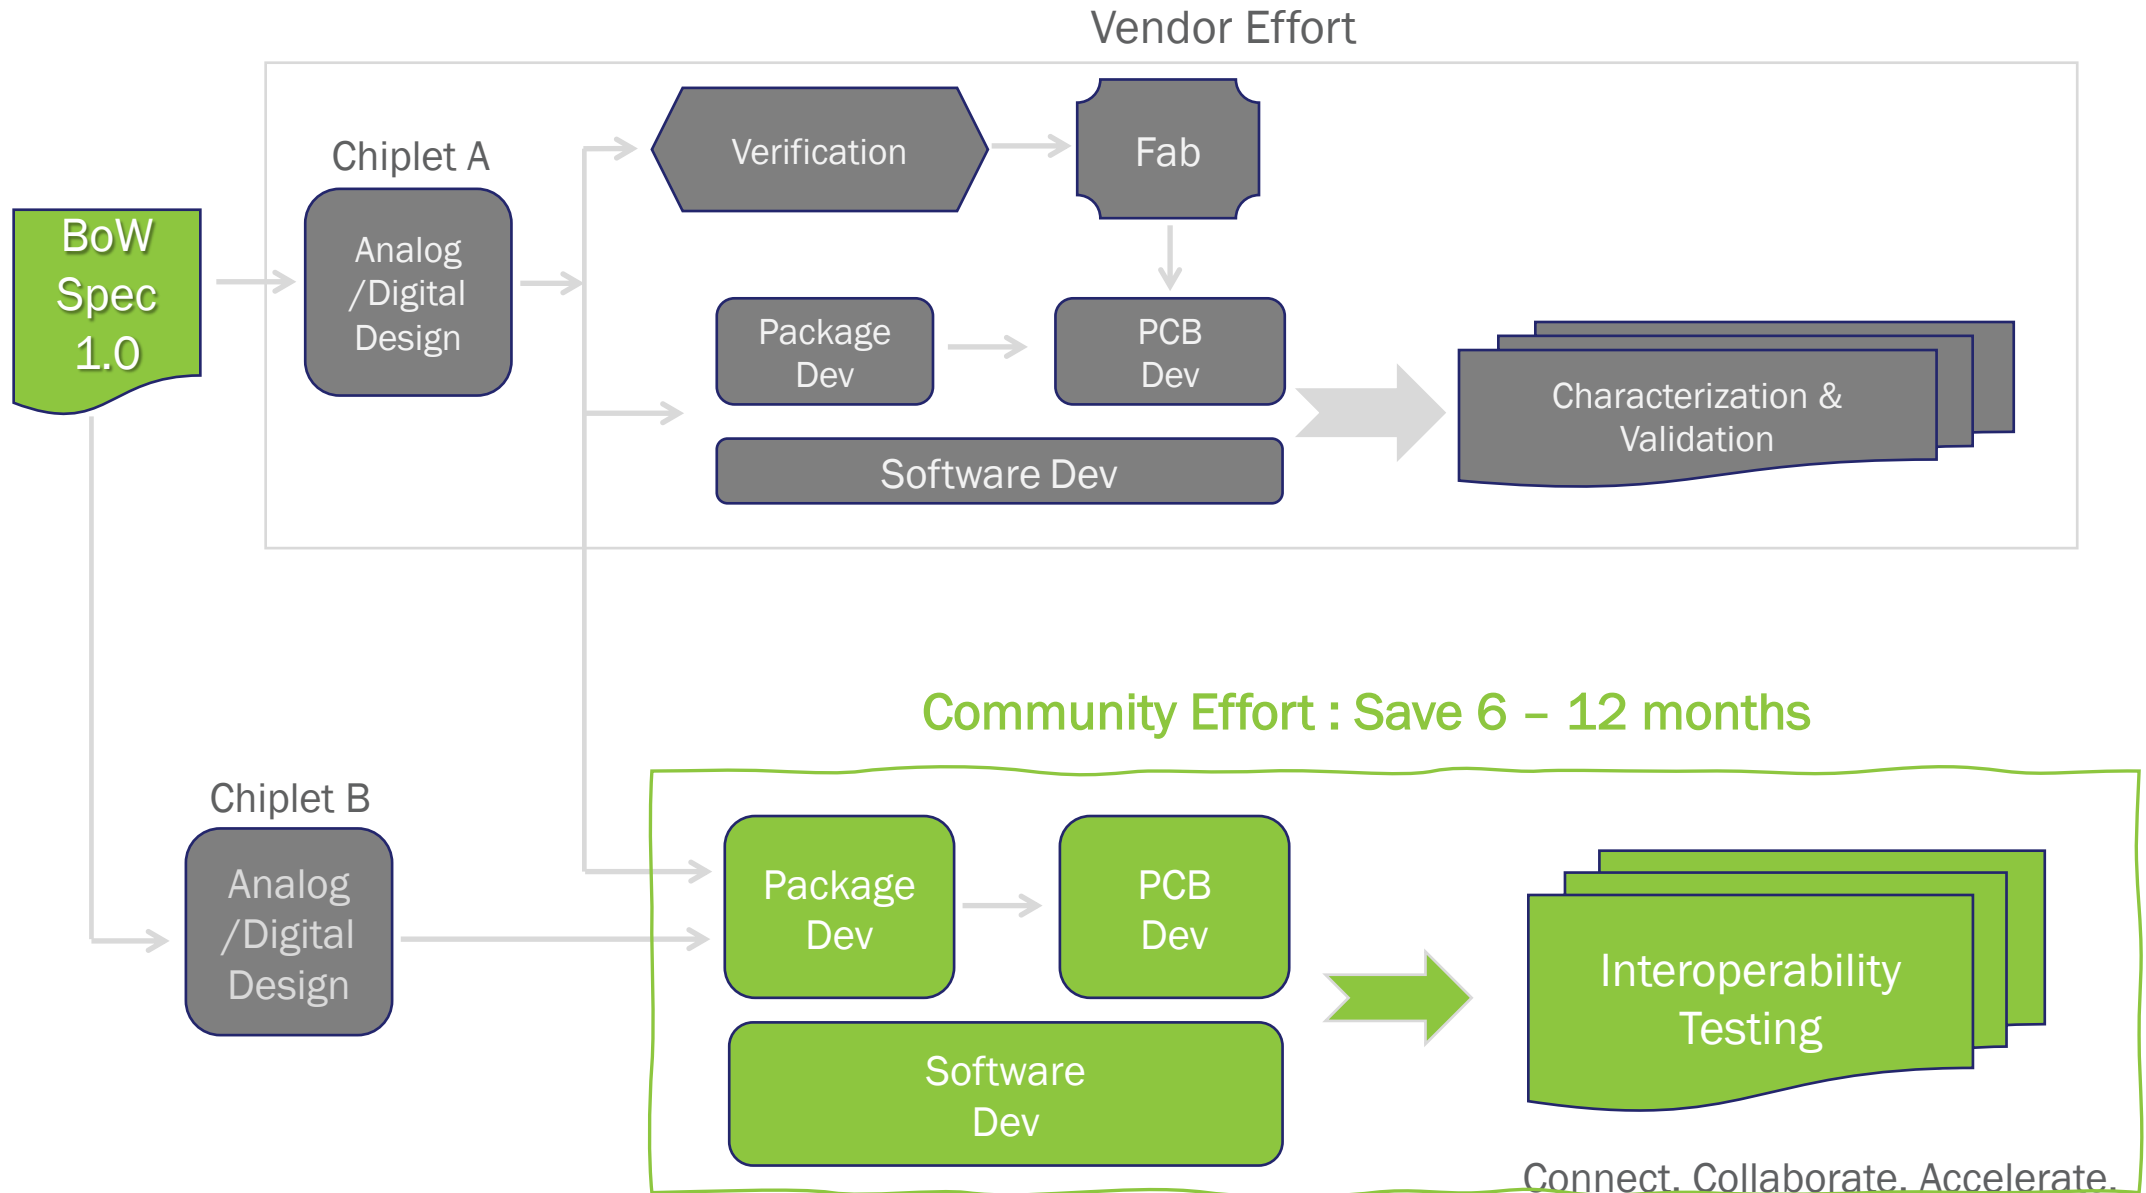 Vendor Effort
Chiplet A
BoW
Spec
1.0
Analog
/Digital
Design
Verification
Fab
Package
Dev
PCB
Dev
Software Dev
Characterization &
Validation
Community Effort : Save 6 – 12 months
Chiplet B
Analog
/Digital
Design
Package
Dev
PCB
Dev
Software
Dev
Interoperability
Testing
Connect. Collaborate. Accelerate.